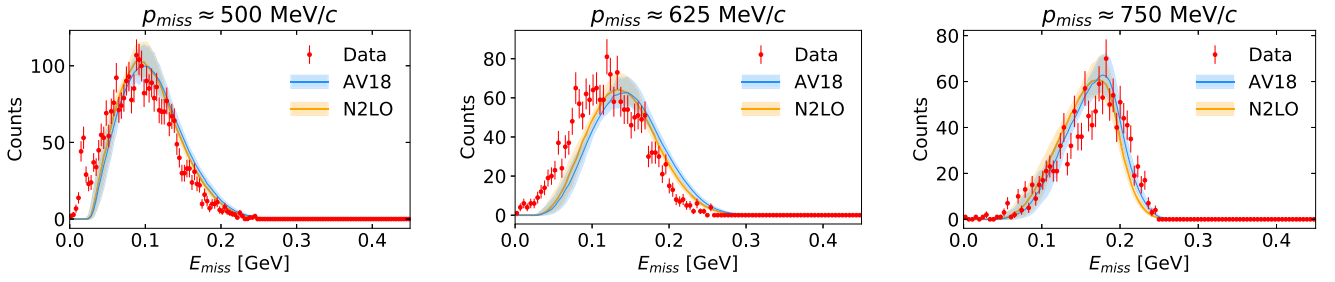 p_miss ≈ 500 MeV/c
Counts
100
50
0
Data
AV18
N2LO
0.0 0.1 0.2 0.3 0.4
E_miss [GeV]
p_miss ≈ 625 MeV/c
Counts
80
60
40
20
0
Data
AV18
N2LO
0.0 0.1 0.2 0.3 0.4
E_miss [GeV]
p_miss ≈ 750 MeV/c
Counts
80
60
40
20
0
Data
AV18
N2LO
0.0 0.1 0.2 0.3 0.4
E_miss [GeV]